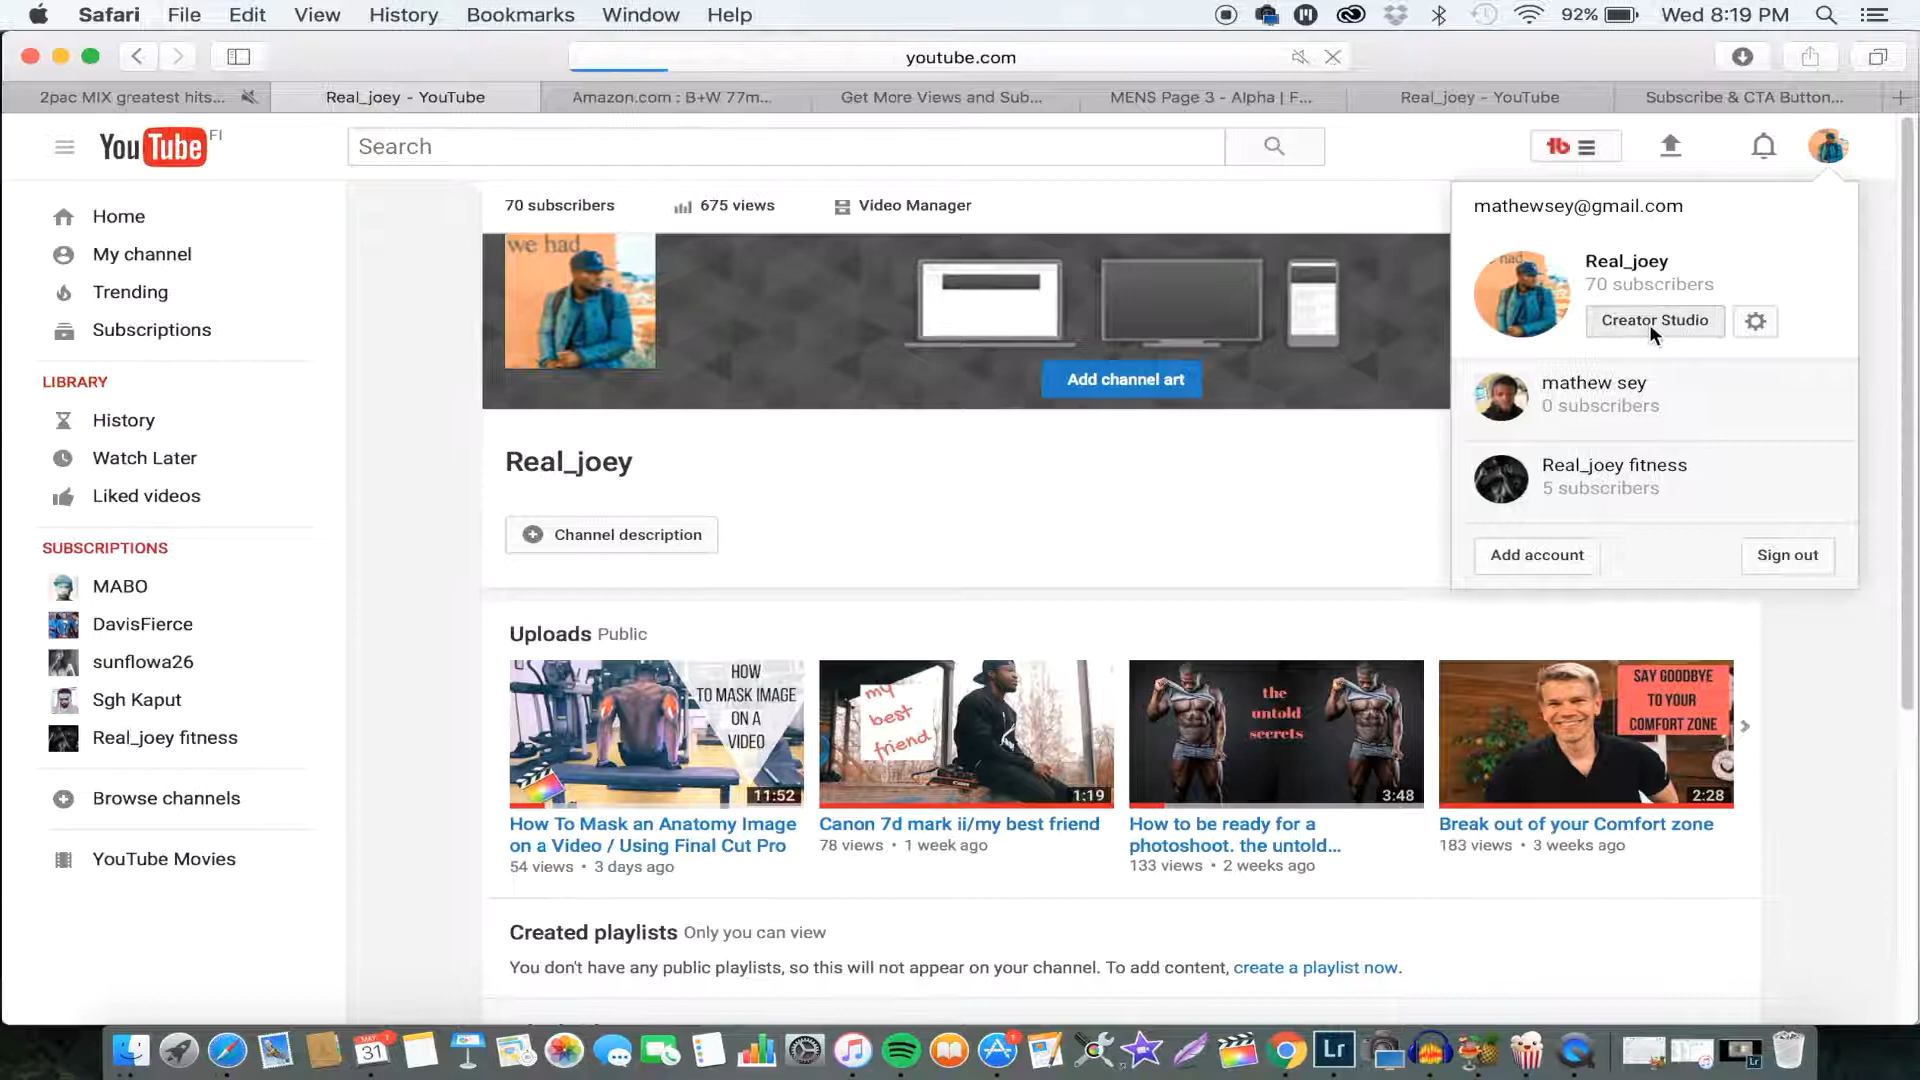 Safari File Edit View History Bookmarks Window Help 92% Wed 8:19 PM
youtube.com
2pac MIX greatest hits... Real_joey - YouTube Amazon.com : B+W 77m... Get More Views and Sub... MENS Page 3 - Alpha | F... Real_joey - YouTube Subscribe & CTA Button...
YouTube FI Search tb
70 subscribers 675 views Video Manager
mathewsey@gmail.com
Home
My channel
Trending
Subscriptions
LIBRARY
History
Watch Later
Liked videos
SUBSCRIPTIONS
MABO
DavisFierce
sunflowa26
Sgh Kaput
Real_joey fitness
Browse channels
YouTube Movies
we had
Add channel art
Real_joey
Channel description
had
Real_joey
70 subscribers
Creator Studio
mathew sey
0 subscribers
Real_joey fitness
5 subscribers
Add account Sign out
Uploads Public
HOW
TO MASK IMAGE
ON A
VIDEO
11:52
my
best
friend
1:19
the
untold
secrets
3:48
SAY GOODBYE
TO YOUR
COMFORT ZONE
2:28
How To Mask an Anatomy Image
on a Video / Using Final Cut Pro
54 views • 3 days ago
Canon 7d mark ii/my best friend
78 views • 1 week ago
How to be ready for a
photoshoot. the untold...
133 views • 2 weeks ago
Break out of your Comfort zone
183 views • 3 weeks ago
Created playlists Only you can view
You don't have any public playlists, so this will not appear on your channel. To add content, create a playlist now.
MAY
31
1
1
Lr
Lr